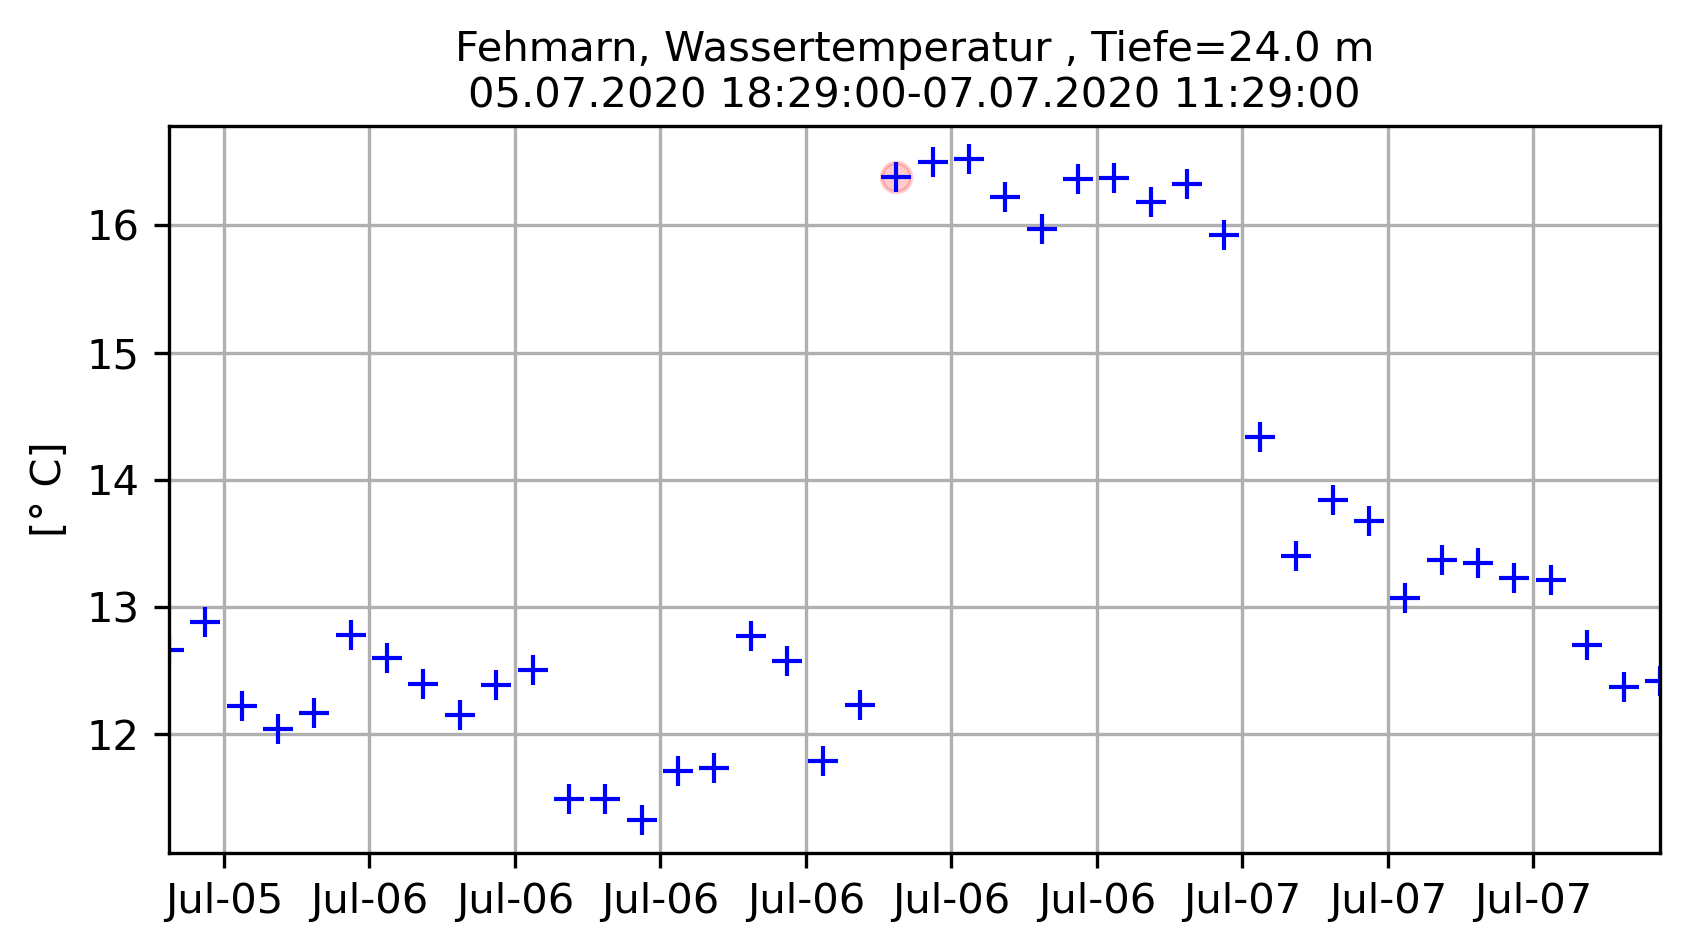 Fehmarn, Wassertemperatur , Tiefe=24.0 m
05.07.2020 18:29:00-07.07.2020 11:29:00
[° C]
16
15
14
13
12
Jul-05 Jul-06 Jul-06 Jul-06 Jul-06 Jul-06 Jul-06 Jul-07 Jul-07 Jul-07